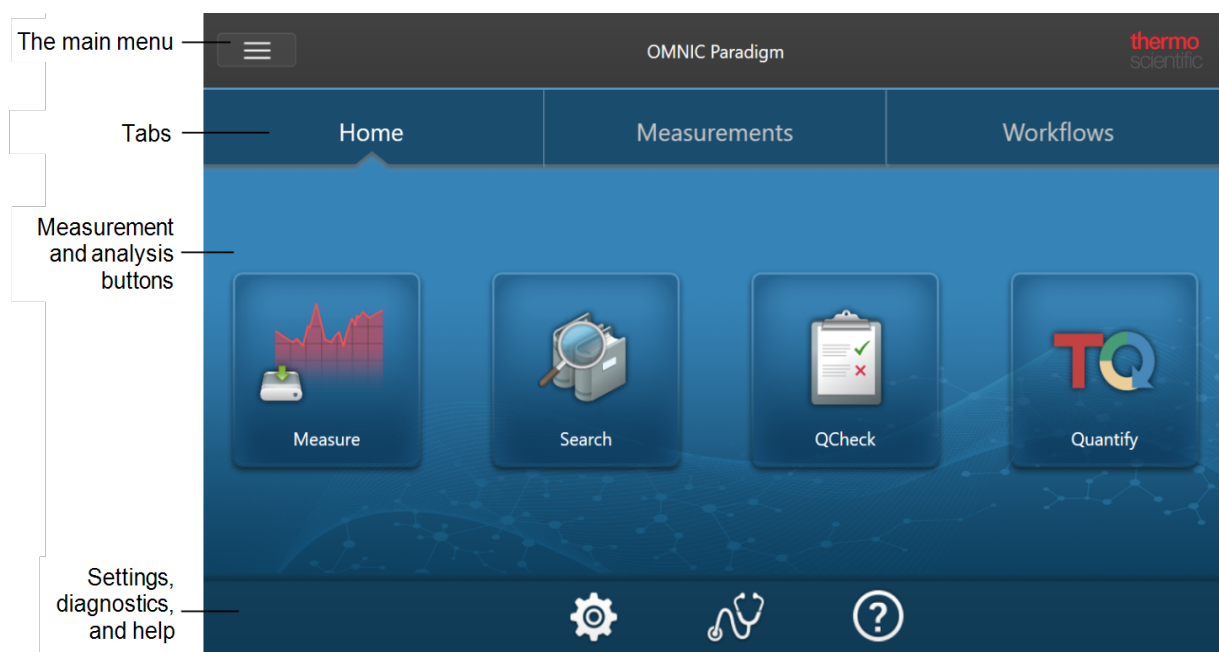 The main menu
OMNIC Paradigm
thermo
scientific
Tabs
Home
Measurements
Workflows
Measurement
and analysis
buttons
Measure
Search
QCheck
TQ
Quantify
Settings,
diagnostics,
and help
?